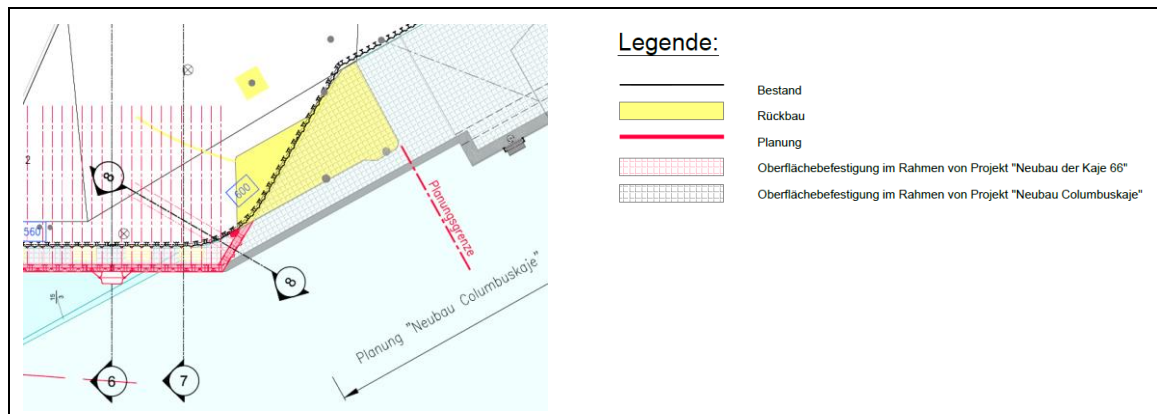 2
8
600
560
8
6
7
Planungsgrenze
Planung "Neubau Columbuskaje"
Legende:
Bestand
Rückbau
Planung
Oberflächebefestigung im Rahmen von Projekt "Neubau der Kaje 66"
Oberflächebefestigung im Rahmen von Projekt "Neubau Columbuskaje"